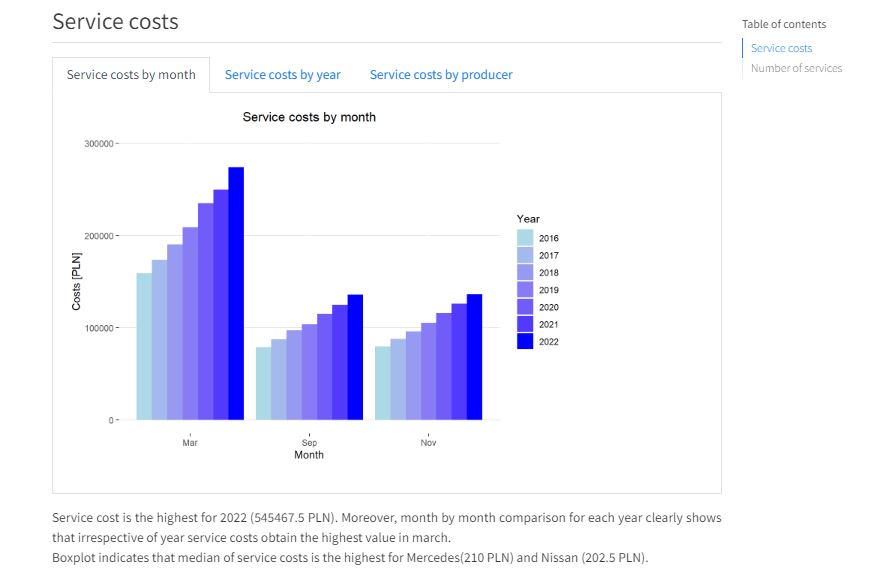 Service costs
Table of contents
Service costs
Number of services
Service costs by month
Service costs by year
Service costs by producer
Service costs by month
300000
200000
100000
0
Costs [PLN]
Mar
Sep
Nov
Month
Year
2016
2017
2018
2019
2020
2021
2022
Service cost is the highest for 2022 (545467.5 PLN). Moreover, month by month comparison for each year clearly shows
that irrespective of year service costs obtain the highest value in march.
Boxplot indicates that median of service costs is the highest for Mercedes(210 PLN) and Nissan (202.5 PLN).